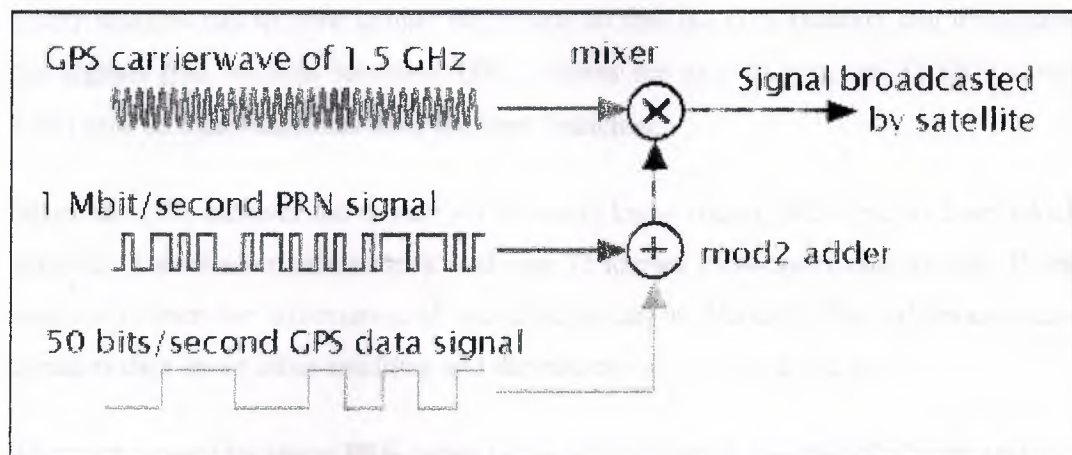 GPS carrierwave of 1.5 GHz
mixer
Signal broadcasted
by satellite
1 Mbit/second PRN signal
mod2 adder
50 bits/second GPS data signal